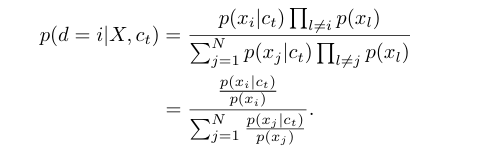 p(d = i|X, c_t) = \frac{p(x_i|c_t) \prod_{l \neq i} p(x_l)}{\sum_{j=1}^{N} p(x_j|c_t) \prod_{l \neq j} p(x_l)}
= \frac{\frac{p(x_i|c_t)}{p(x_i)}}{\sum_{j=1}^{N} \frac{p(x_j|c_t)}{p(x_j)}}.